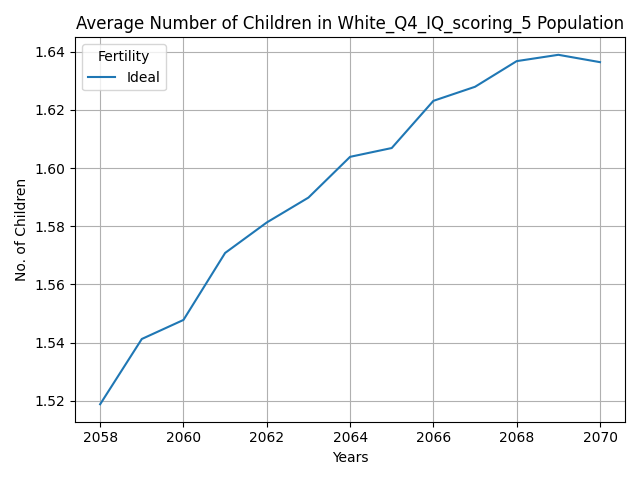 Average Number of Children in White_Q4_IQ_scoring_5 Population
Fertility
Ideal
No. of Children
1.64
1.62
1.60
1.58
1.56
1.54
1.52
2058 2060 2062 2064 2066 2068 2070
Years